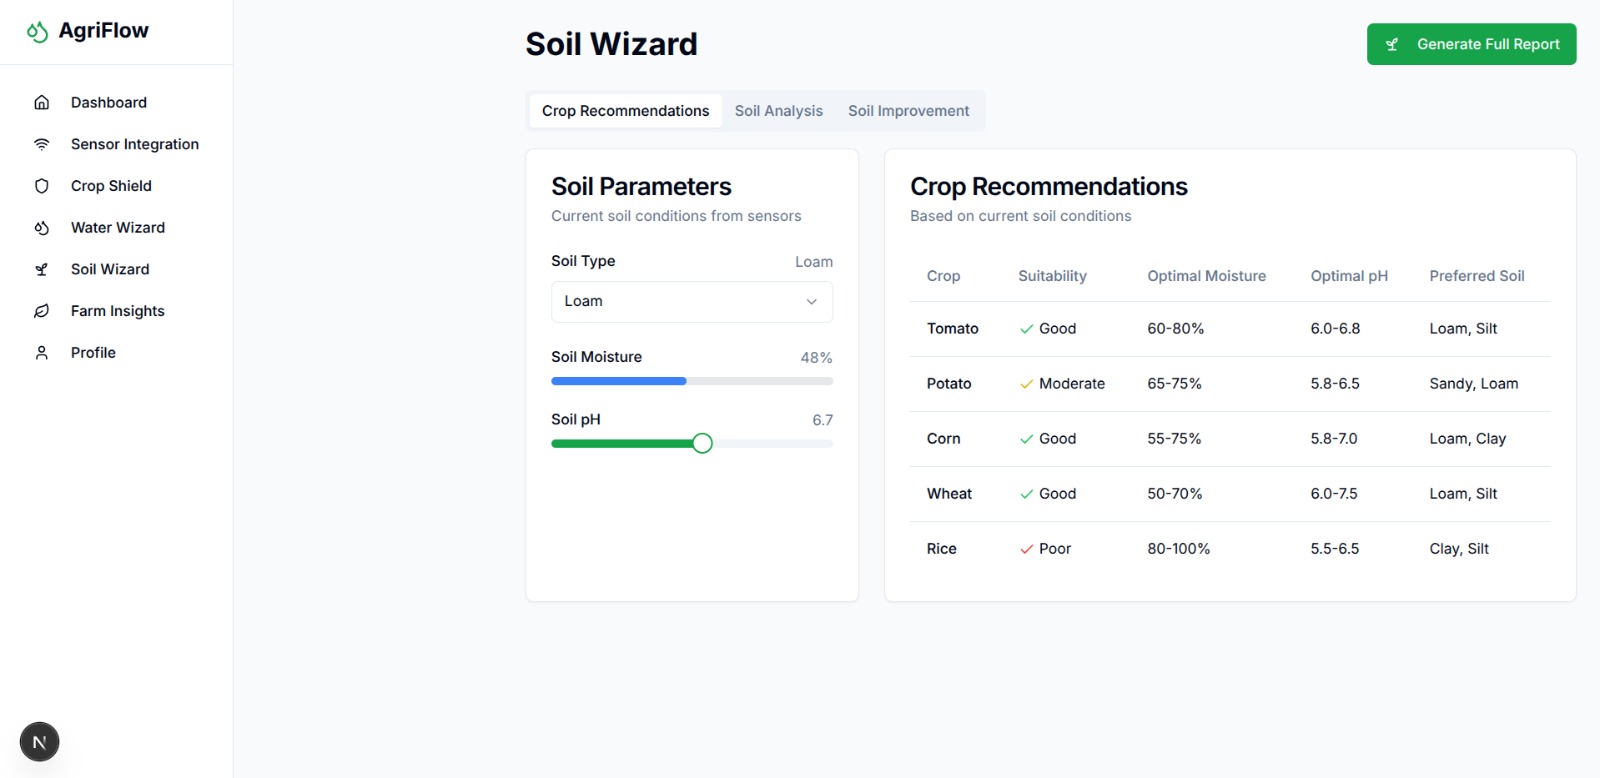 AgriFlow
Dashboard
Sensor Integration
Crop Shield
Water Wizard
Soil Wizard
Farm Insights
Profile
N
Soil Wizard
Generate Full Report
Crop Recommendations Soil Analysis Soil Improvement
Soil Parameters
Current soil conditions from sensors
Soil Type Loam
Loam
Soil Moisture 48%
Soil pH 6.7
Crop Recommendations
Based on current soil conditions
Crop Suitability Optimal Moisture Optimal pH Preferred Soil
Tomato Good 60-80% 6.0-6.8 Loam, Silt
Potato Moderate 65-75% 5.8-6.5 Sandy, Loam
Corn Good 55-75% 5.8-7.0 Loam, Clay
Wheat Good 50-70% 6.0-7.5 Loam, Silt
Rice Poor 80-100% 5.5-6.5 Clay, Silt